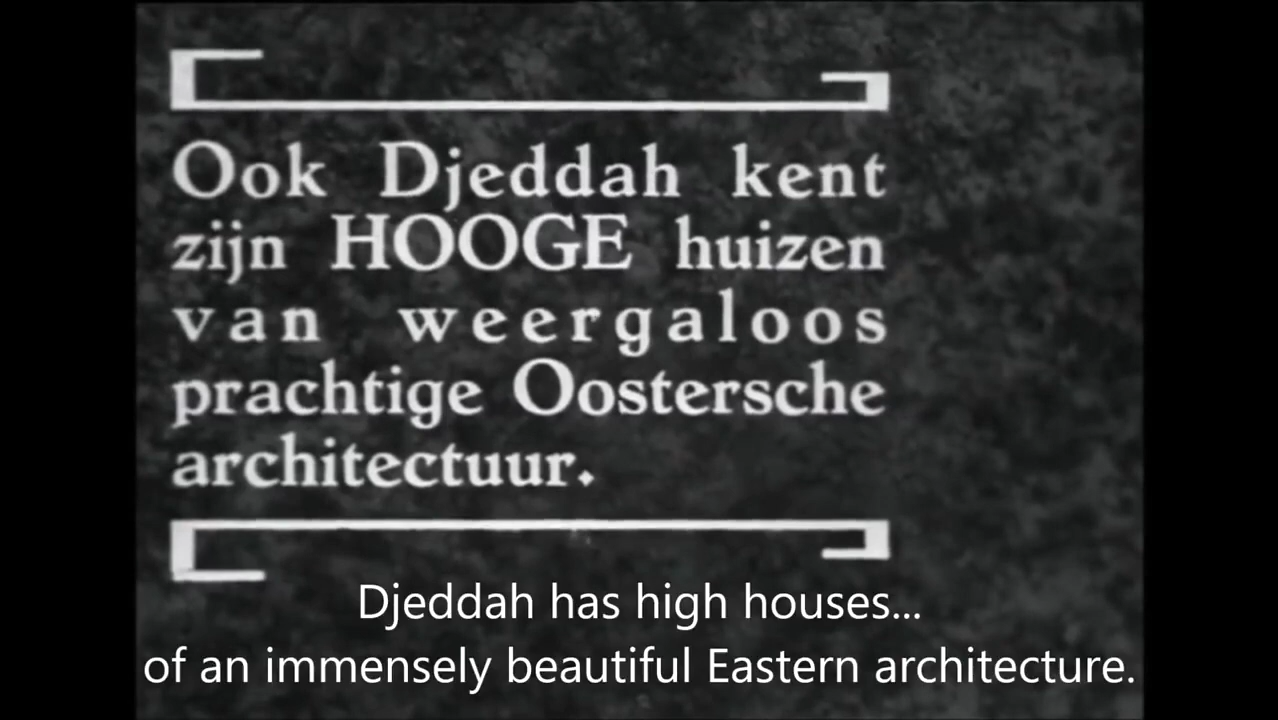 Ook Djeddah kent
zijn HOOGE huizen
van weergaloos
prachtige Oostersche
architectuur.
Djeddah has high houses...
of an immensely beautiful Eastern architecture.